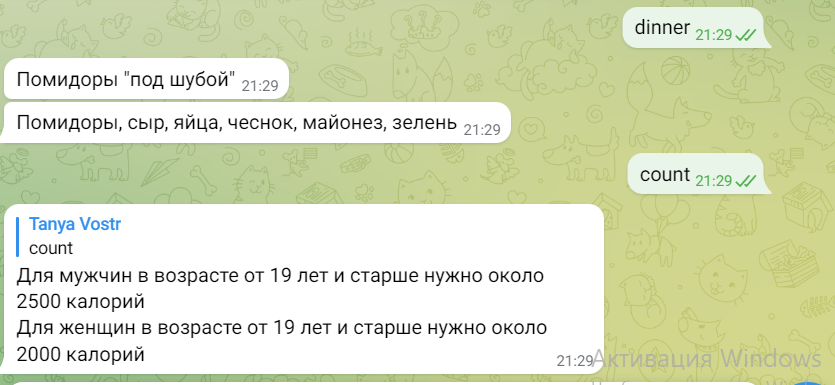 dinner 21:29
Помидоры "под шубой" 21:29
Помидоры, сыр, яйца, чеснок, майонез, зелень 21:29
count 21:29
Tanya Vostr
count
Для мужчин в возрасте от 19 лет и старше нужно около
2500 калорий
Для женщин в возрасте от 19 лет и старше нужно около
2000 калорий
21:29
Активация Windows